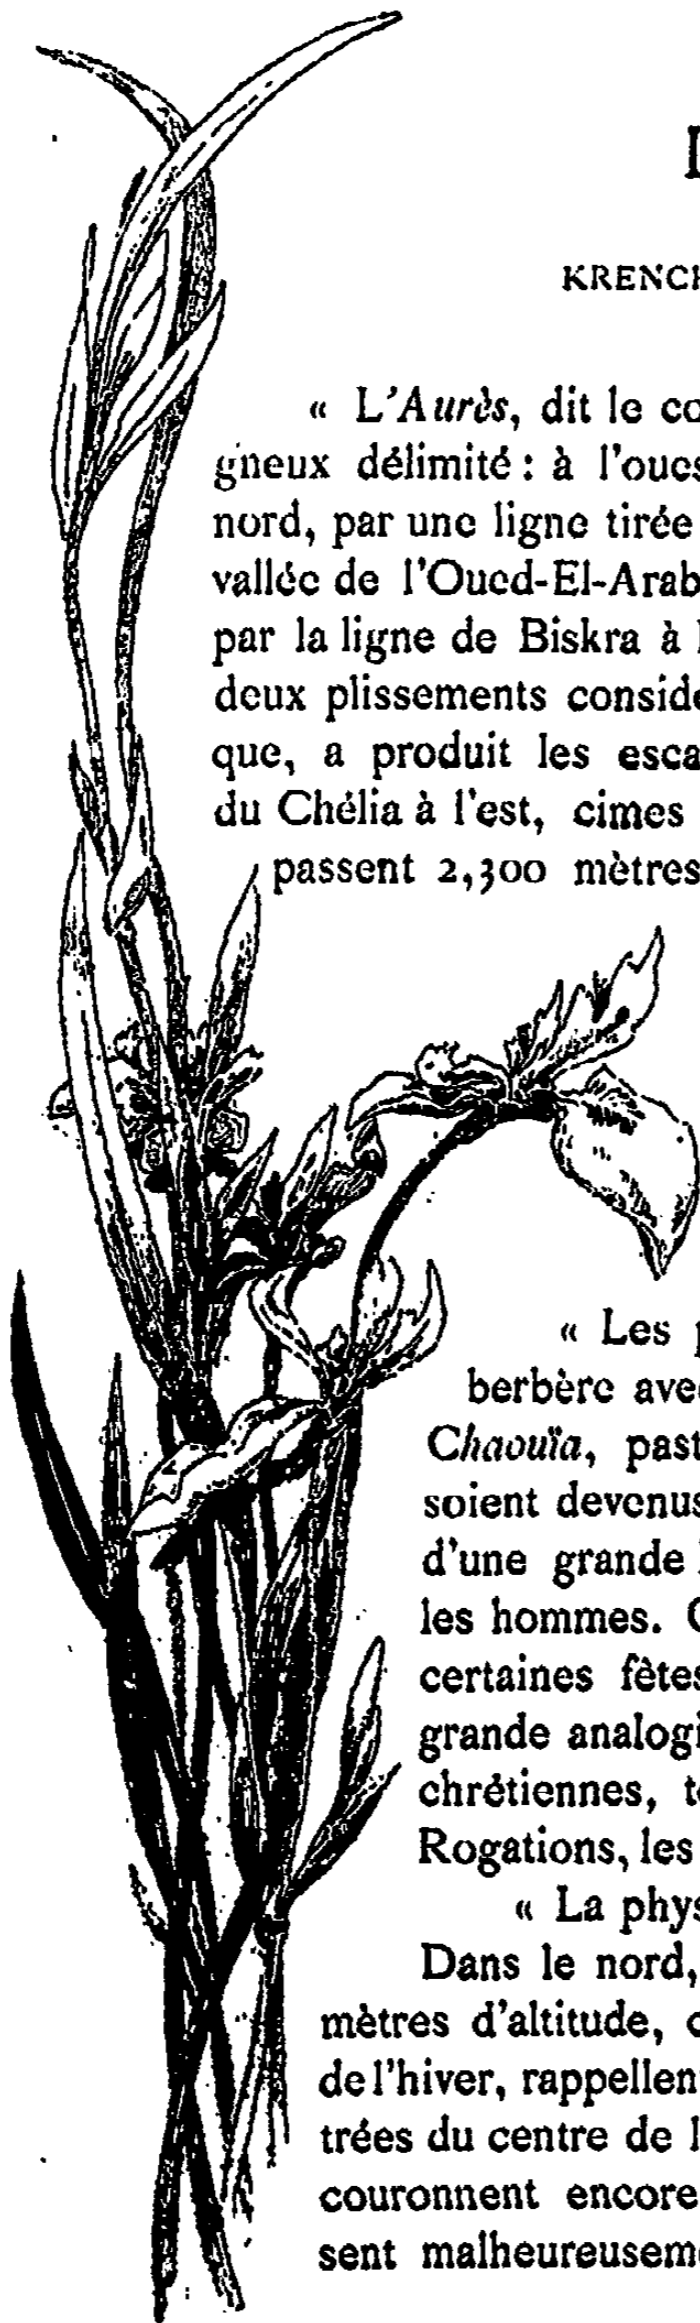 KRENCH
« L'Aurès, dit le co
gneux délimité : à l'oues
nord, par une ligne tirée
vallée de l'Oued-El-Arab
par la ligne de Biskra à
deux plissements considé
que, a produit les esca
du Chélia à l'est, cimes
passent 2,300 mètres
« Les
berbère avec
Chaouïa, past
soient devenus
d'une grande
les hommes.
certaines fêtes
grande analogi
chrétiennes, t
Rogations, les
« La phys
Dans le nord,
mètres d'altitude,
de l'hiver, rappellen
trées du centre de l
couronnent encore
sent malheureuseme